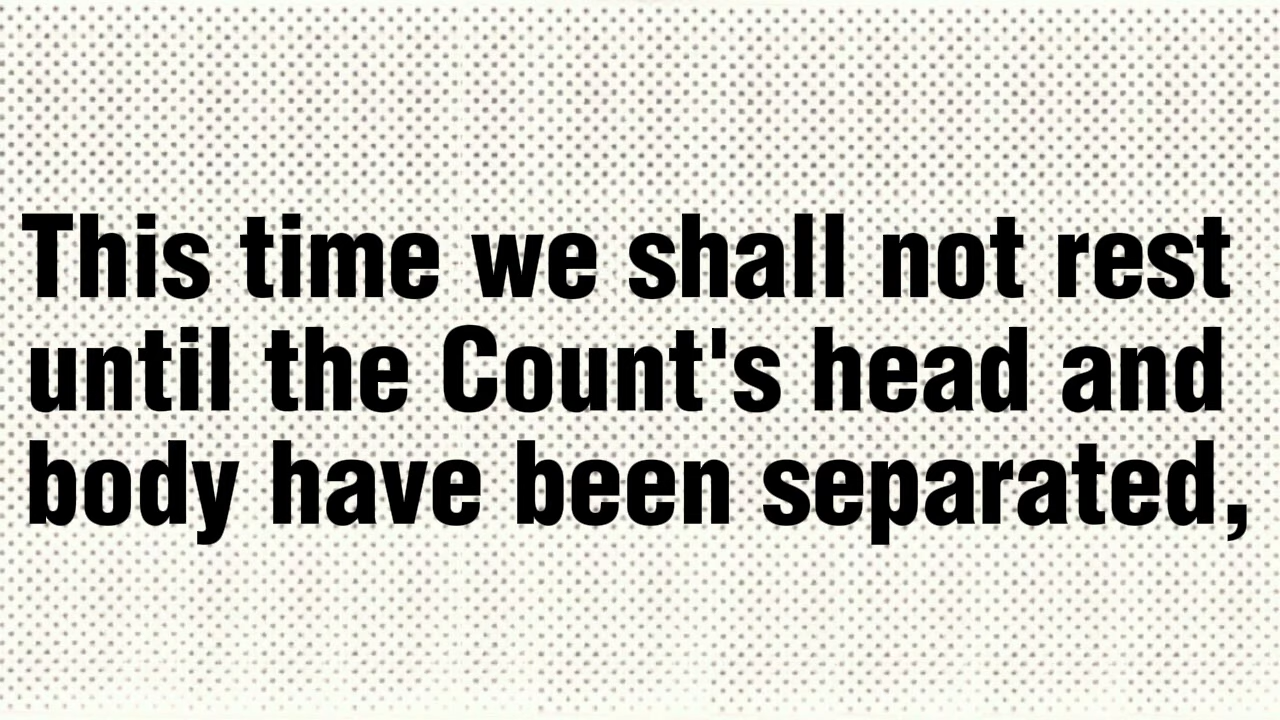 This time we shall not rest
until the Count's head and
body have been separated,